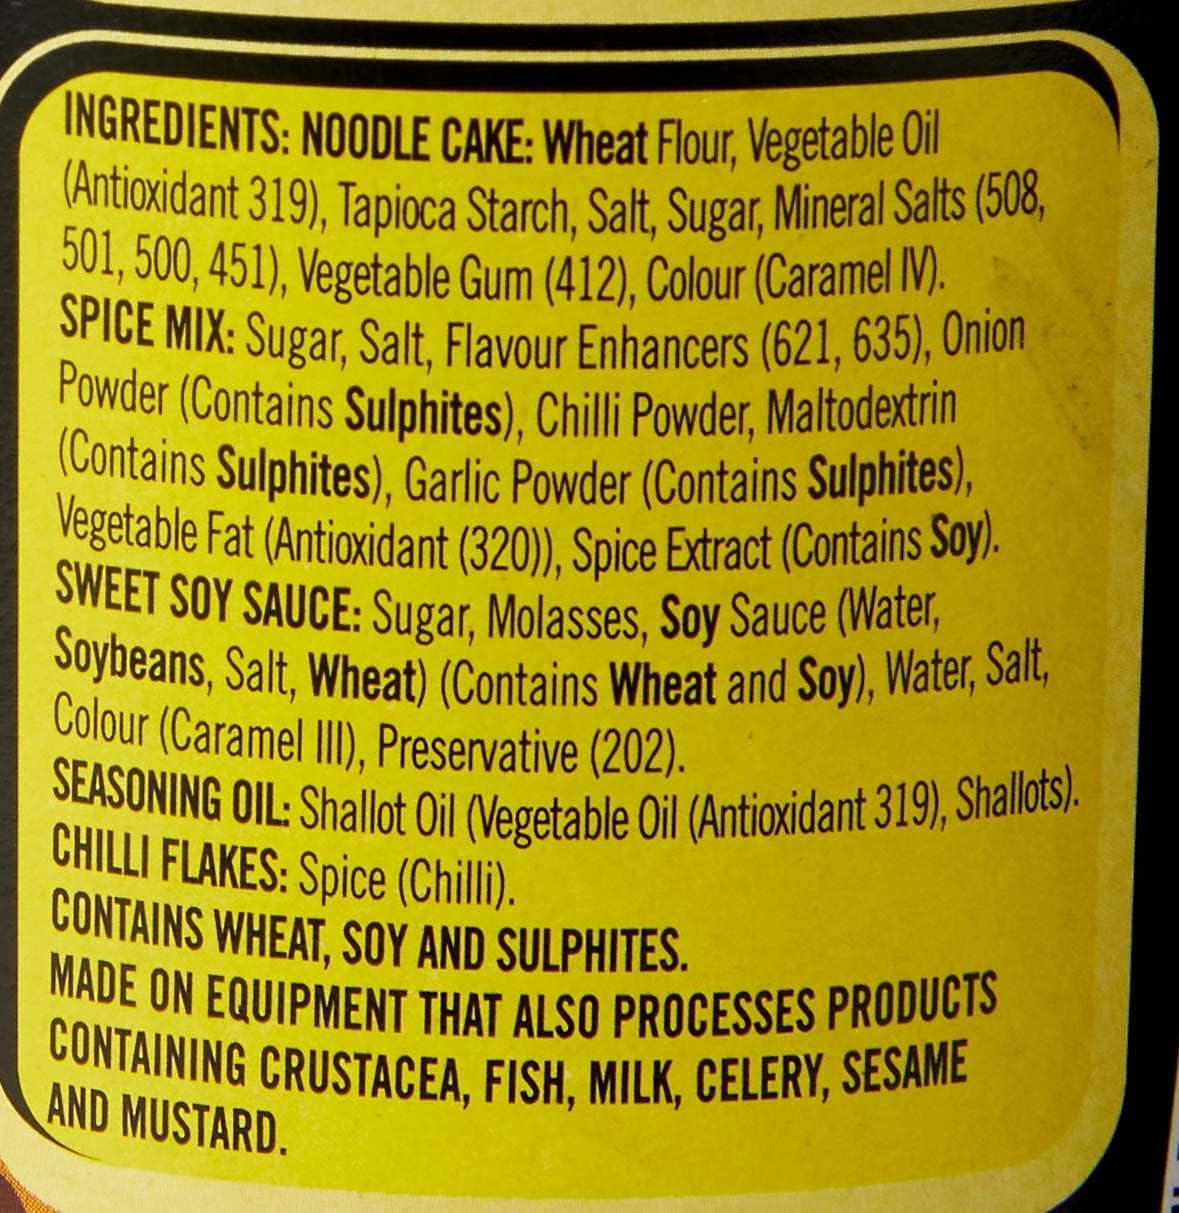 INGREDIENTS: NOODLE CAKE: Wheat Flour, Vegetable Oil
(Antioxidant 319), Tapioca Starch, Salt, Sugar, Mineral Salts (508,
501, 500, 451), Vegetable Gum (412), Colour (Caramel IV).
SPICE MIX: Sugar, Salt, Flavour Enhancers (621, 635), Onion
Powder (Contains Sulphites), Chilli Powder, Maltodextrin
(Contains Sulphites), Garlic Powder (Contains Sulphites),
Vegetable Fat (Antioxidant (320)), Spice Extract (Contains Soy).
SWEET SOY SAUCE: Sugar, Molasses, Soy Sauce (Water,
Soybeans, Salt, Wheat) (Contains Wheat and Soy), Water, Salt,
Colour (Caramel III), Preservative (202).
SEASONING OIL: Shallot Oil (Vegetable Oil (Antioxidant 319), Shallots).
CHILLI FLAKES: Spice (Chilli).
CONTAINS WHEAT, SOY AND SULPHITES.
MADE ON EQUIPMENT THAT ALSO PROCESSES PRODUCTS
CONTAINING CRUSTACEA, FISH, MILK, CELERY, SESAME
AND MUSTARD.